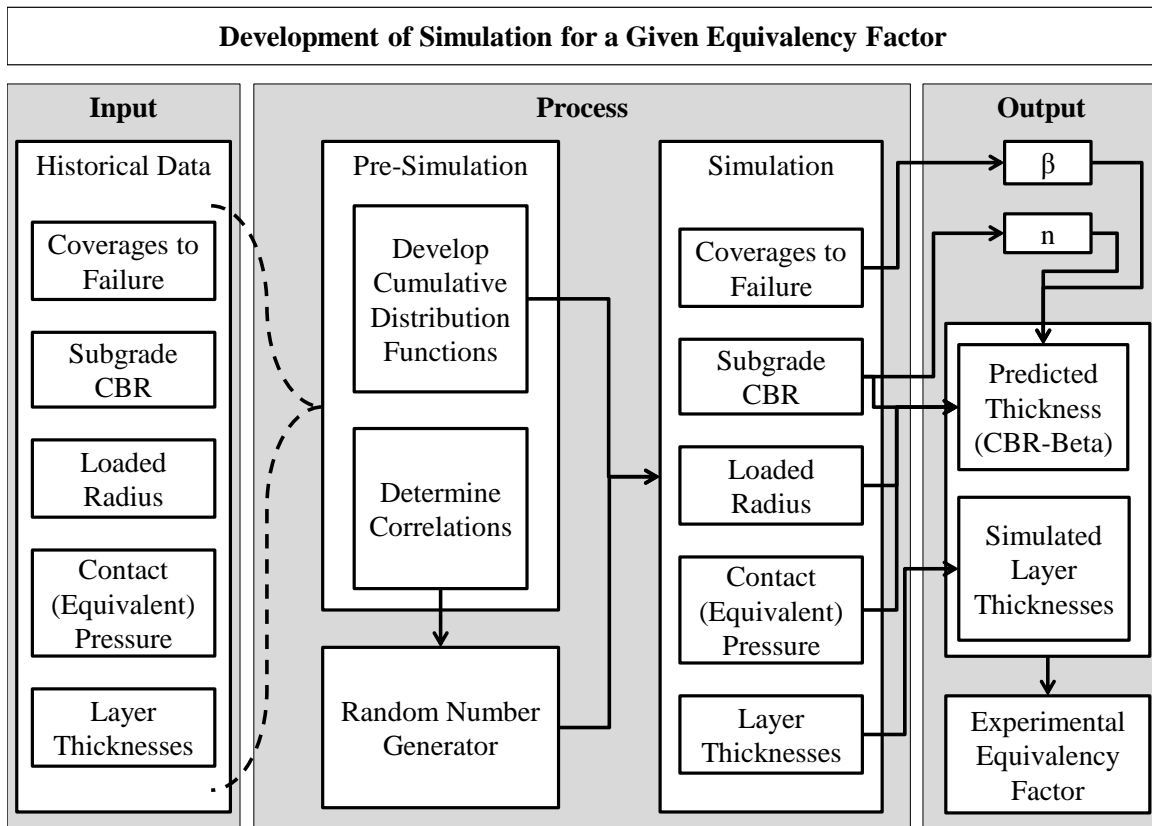 Development of Simulation for a Given Equivalency Factor
Input
Historical Data
Coverages to
Failure
Subgrade
CBR
Loaded
Radius
Contact
(Equivalent)
Pressure
Layer
Thicknesses
Process
Pre-Simulation
Develop
Cumulative
Distribution
Functions
Determine
Correlations
Random Number
Generator
Simulation
Coverages to
Failure
Subgrade
CBR
Loaded
Radius
Contact
(Equivalent)
Pressure
Layer
Thicknesses
Output
β
n
Predicted
Thickness
(CBR-Beta)
Simulated
Layer
Thicknesses
Experimental
Equivalency
Factor